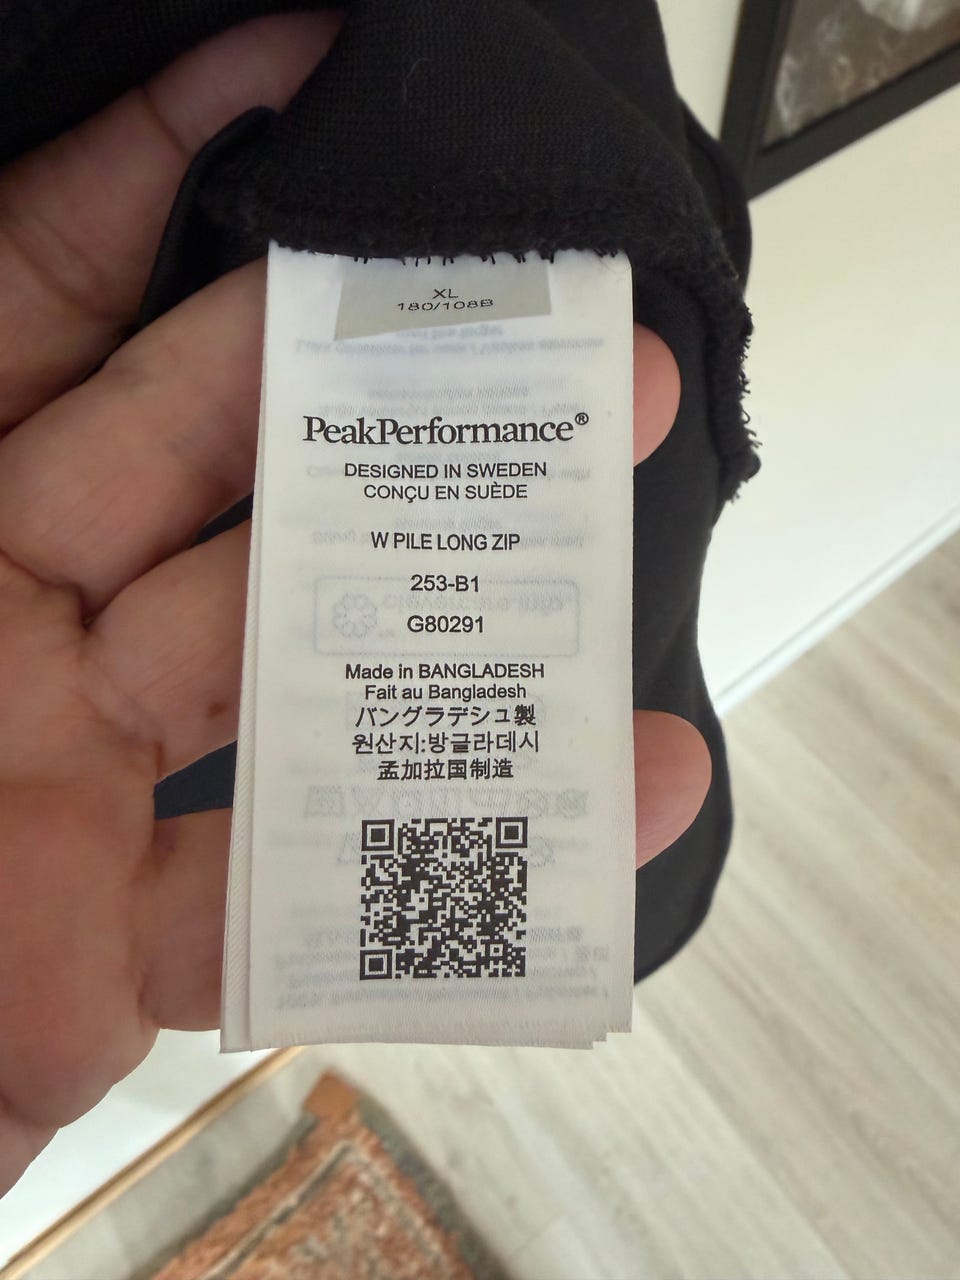 XL
180/108B
PeakPerformance®
DESIGNED IN SWEDEN
CONÇU EN SUÈDE
W PILE LONG ZIP
253-B1
G80291
Made in BANGLADESH
Fait au Bangladesh
バングラデシュ製
원산지:방글라데시
孟加拉国制造